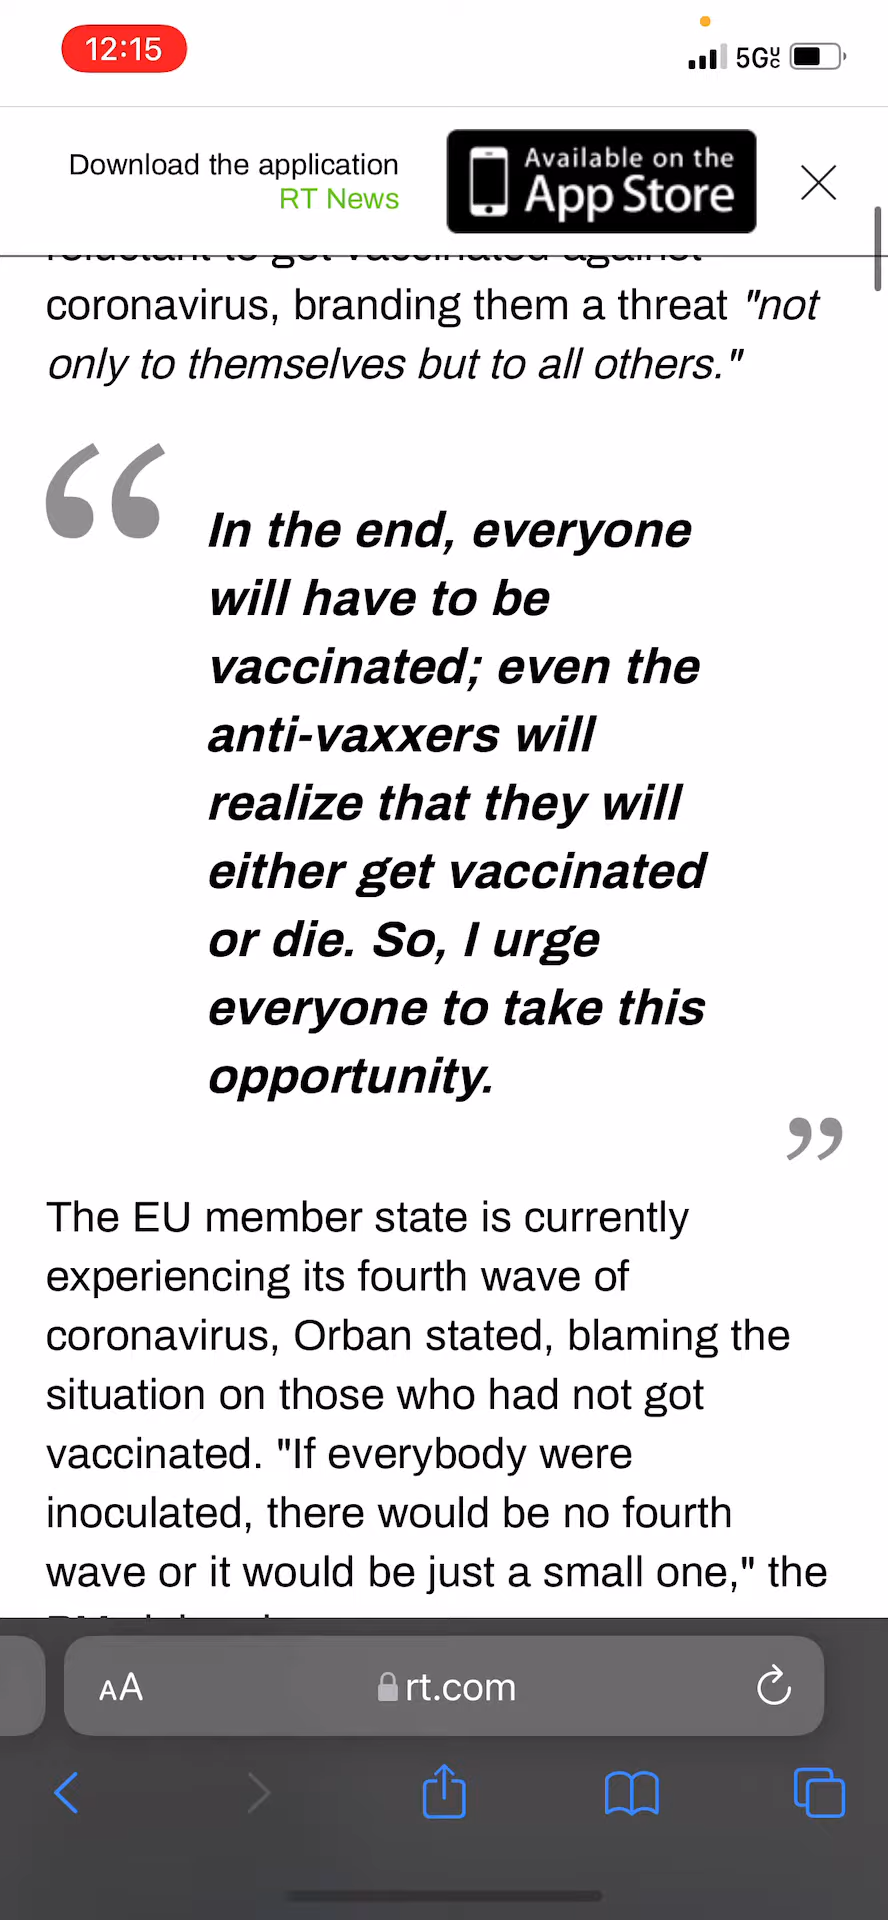 12:15
5G
Download the application
RT News
Available on the
App Store
reluctant to get vaccinated against
coronavirus, branding them a threat "not
only to themselves but to all others."
“
In the end, everyone
will have to be
vaccinated; even the
anti-vaxxers will
realize that they will
either get vaccinated
or die. So, I urge
everyone to take this
opportunity.
”
The EU member state is currently
experiencing its fourth wave of
coronavirus, Orban stated, blaming the
situation on those who had not got
vaccinated. "If everybody were
inoculated, there would be no fourth
wave or it would be just a small one," the
AA
rt.com